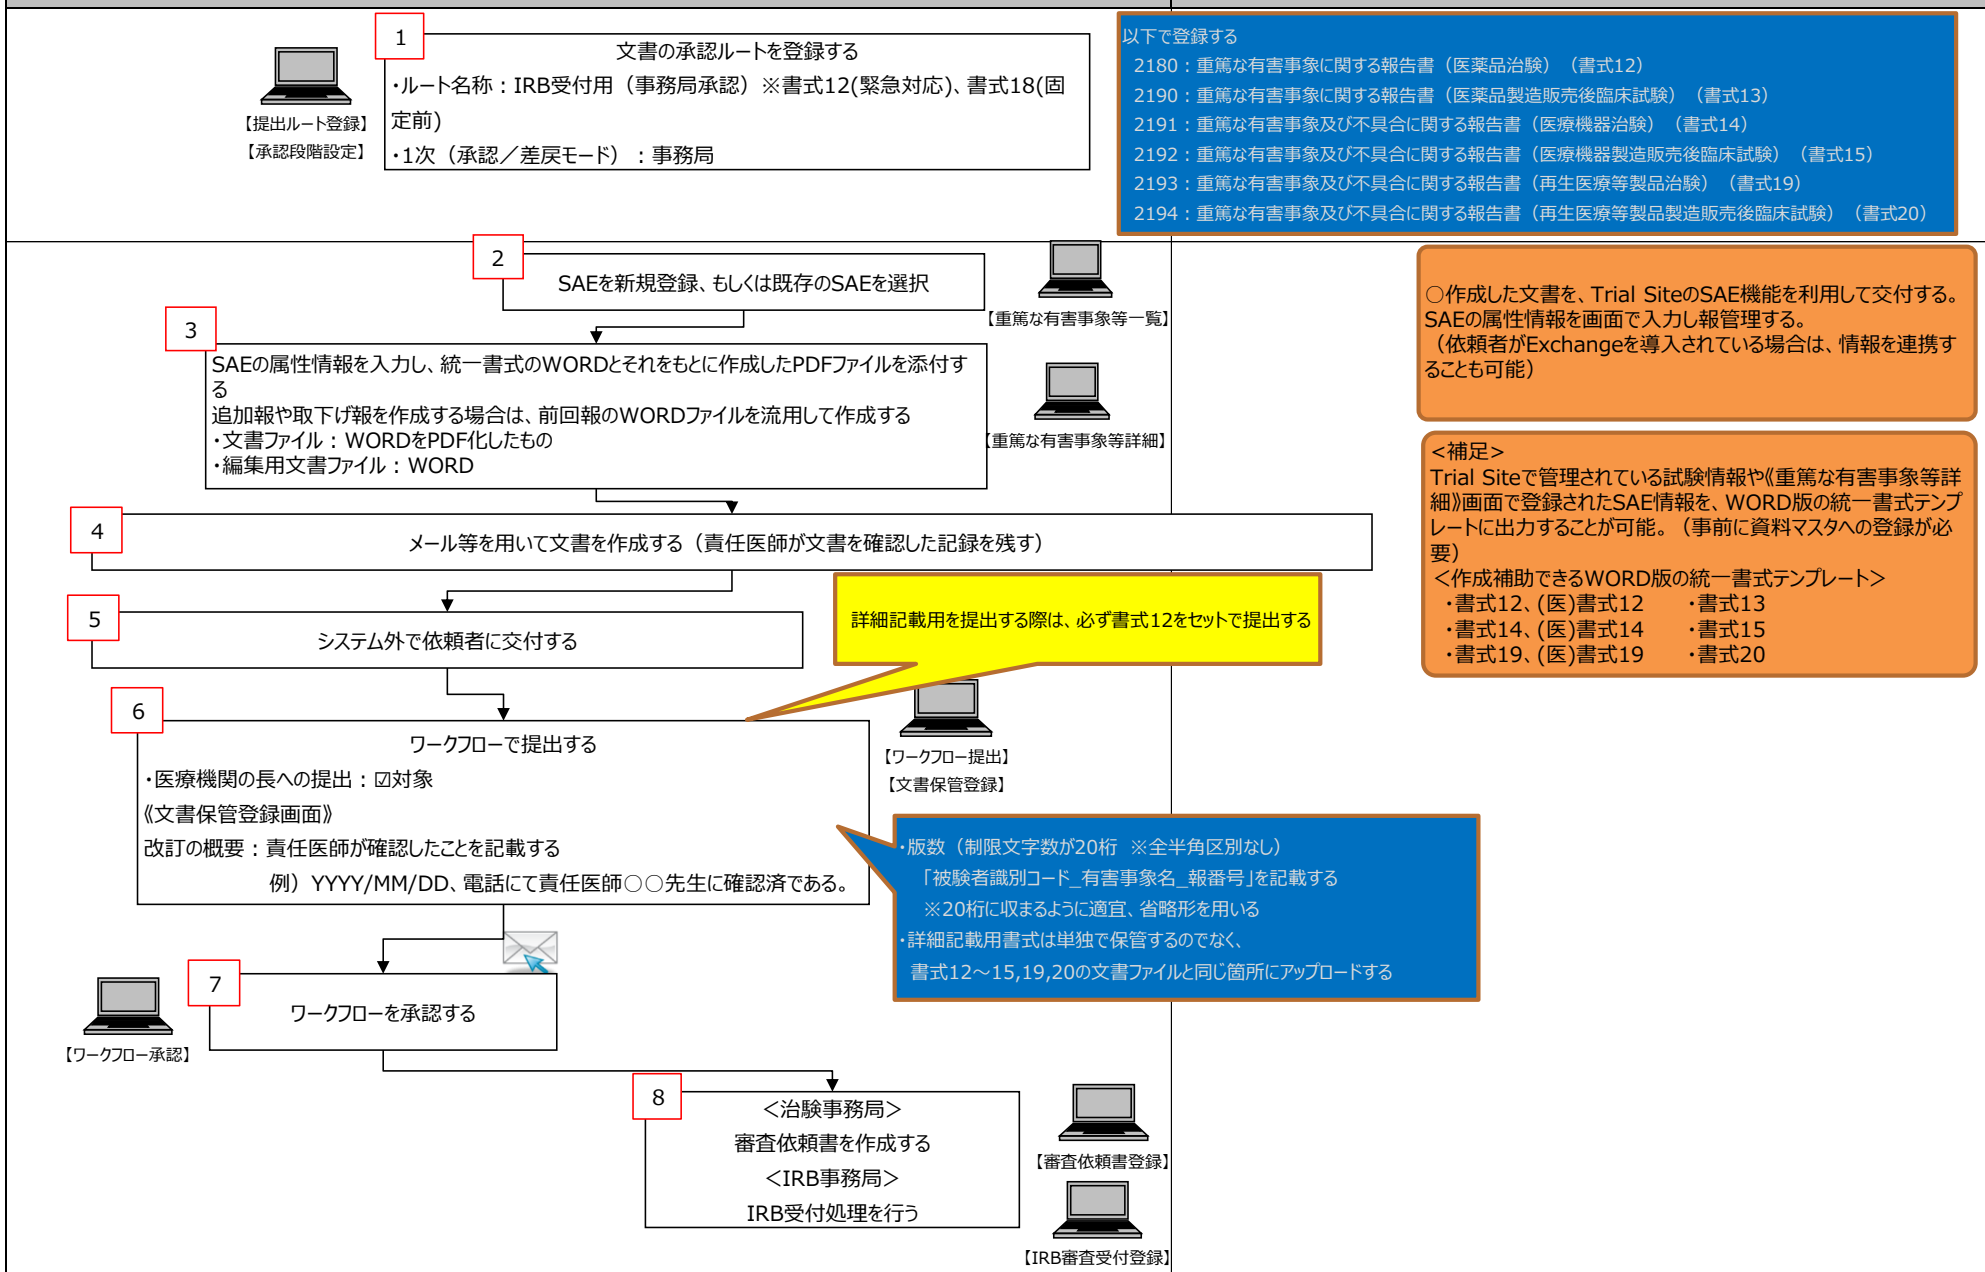 1
文書の承認ルートを登録する
・ルート名称：IRB受付用（事務局承認）※書式12(緊急対応)、書式18(固
定前)
・1次（承認／差戻モード）：事務局
【提出ルート登録】
【承認段階設定】
以下で登録する
2180：重篤な有害事象に関する報告書（医薬品治験）（書式12）
2190：重篤な有害事象に関する報告書（医薬品製造販売後臨床試験）（書式13）
2191：重篤な有害事象及び不具合に関する報告書（医療機器治験）（書式14）
2192：重篤な有害事象及び不具合に関する報告書（医療機器製造販売後臨床試験）（書式15）
2193：重篤な有害事象及び不具合に関する報告書（再生医療等製品治験）（書式19）
2194：重篤な有害事象及び不具合に関する報告書（再生医療等製品製造販売後臨床試験）（書式20）
2
SAEを新規登録、もしくは既存のSAEを選択
【重篤な有害事象等一覧】
3
SAEの属性情報を入力し、統一書式のWORDとそれをもとに作成したPDFファイルを添付す
る
追加報や取下げ報を作成する場合は、前回報のWORDファイルを流用して作成する
・文書ファイル：WORDをPDF化したもの
・編集用文書ファイル：WORD
【重篤な有害事象等詳細】
○作成した文書を、Trial SiteのSAE機能を利用して交付する。
SAEの属性情報を画面で入力し報管理する。
（依頼者がExchangeを導入されている場合は、情報を連携す
ることも可能）
＜補足＞
Trial Siteで管理されている試験情報や《重篤な有害事象等詳
細》画面で登録されたSAE情報を、WORD版の統一書式テンプ
レートに出力することが可能。（事前に資料マスタへの登録が必
要）
＜作成補助できるWORD版の統一書式テンプレート＞
・書式12、(医)書式12　　・書式13
・書式14、(医)書式14　　・書式15
・書式19、(医)書式19　　・書式20
4
メール等を用いて文書を作成する（責任医師が文書を確認した記録を残す）
5
システム外で依頼者に交付する
詳細記載用を提出する際は、必ず書式12をセットで提出する
6
ワークフローで提出する
・医療機関の長への提出：☑対象
《文書保管登録画面》
改訂の概要：責任医師が確認したことを記載する
例）YYYY/MM/DD、電話にて責任医師○○先生に確認済である。
【ワークフロー提出】
【文書保管登録】
・版数（制限文字数が20桁 ※全半角区別なし）
「被験者識別コード_有害事象名_報番号」を記載する
※20桁に収まるように適宜、省略形を用いる
・詳細記載用書式は単独で保管するのでなく、
書式12～15,19,20の文書ファイルと同じ箇所にアップロードする
7
ワークフローを承認する
【ワークフロー承認】
8
＜治験事務局＞
審査依頼書を作成する
＜IRB事務局＞
IRB受付処理を行う
【審査依頼書登録】
【IRB審査受付登録】